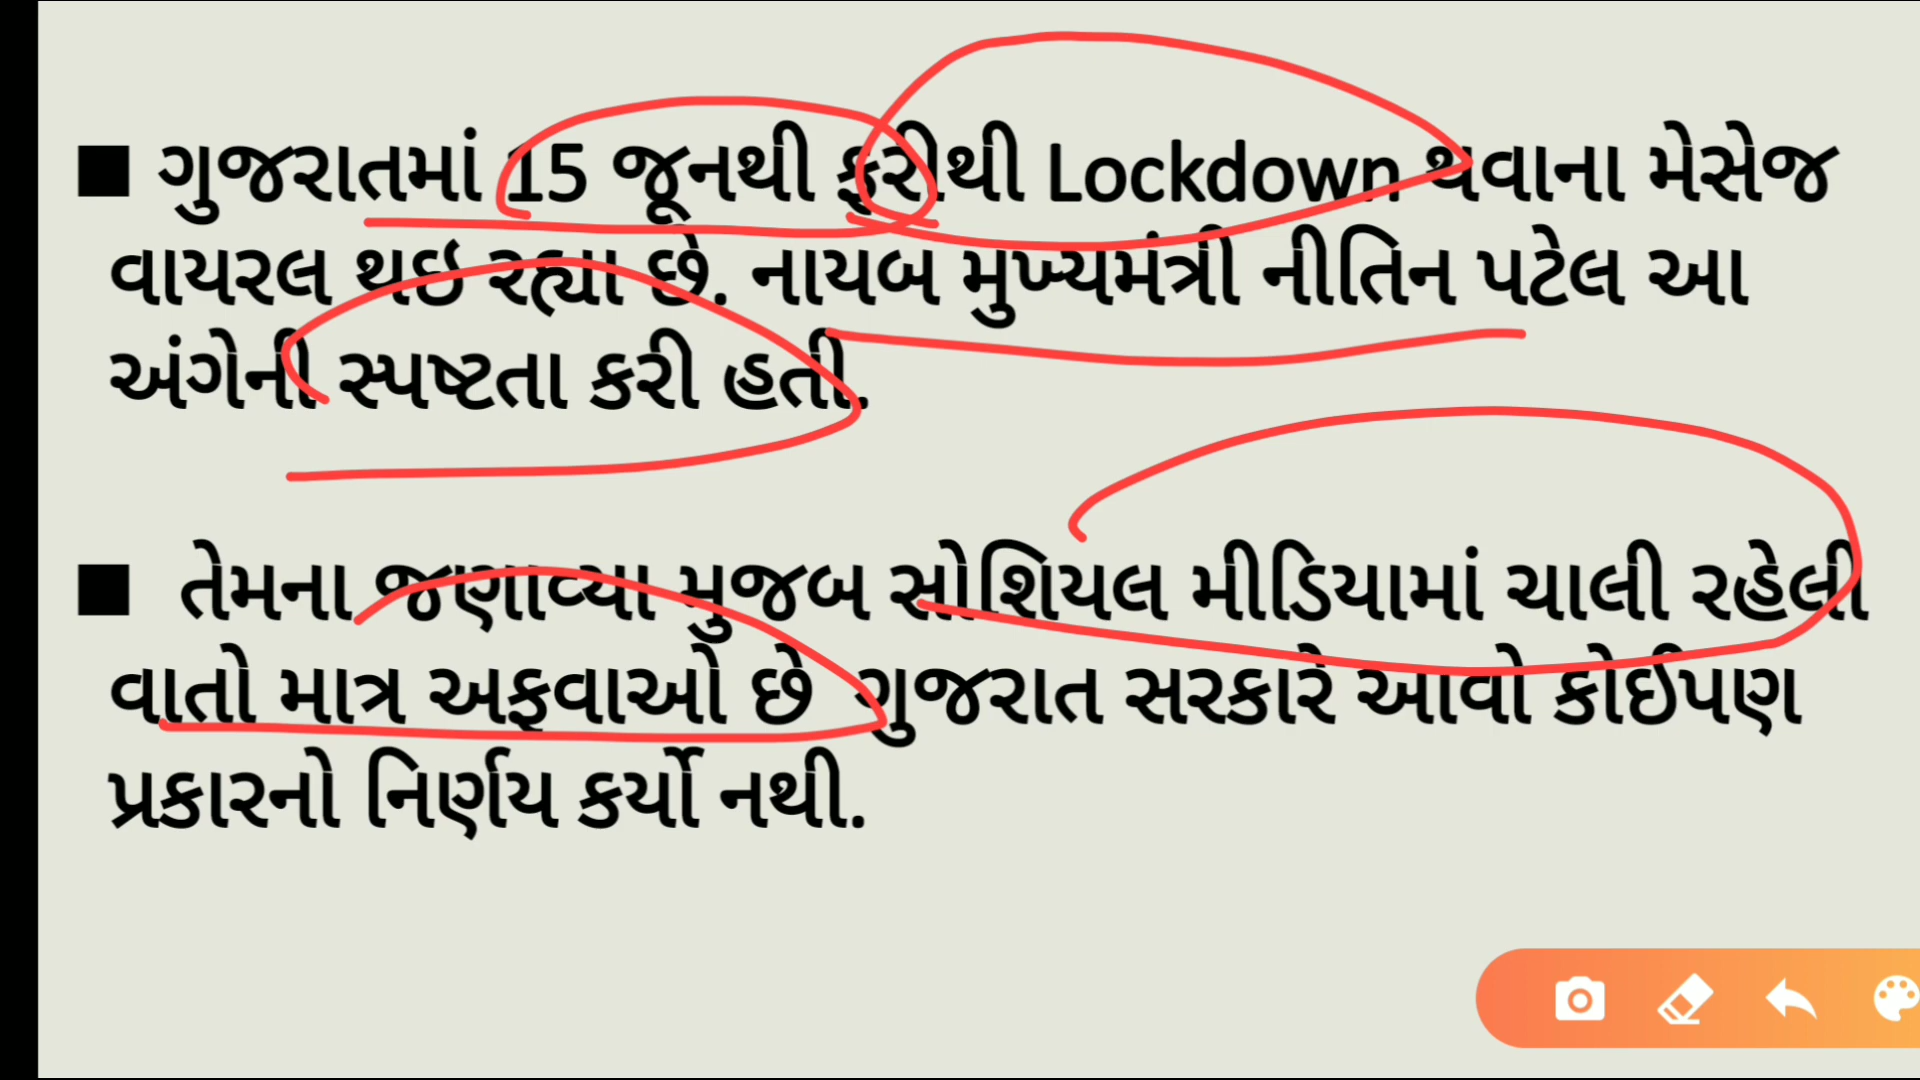 ■ ગુજરાતમાં 15 જૂનથી ફરીથી Lockdown થવાના મેસેજ
વાયરલ થઇ રહ્યા છે. નાયબ મુખ્યમંત્રી નીતિન પટેલ આ
અંગેની સ્પષ્ટતા કરી હતી.
■ તેમના જણાવ્યા મુજબ સોશિયલ મીડિયામાં ચાલી રહેલી
વાતો માત્ર અફવાઓ છે ગુજરાત સરકારે આવો કોઈપણ
પ્રકારનો નિર્ણય કર્યો નથી.